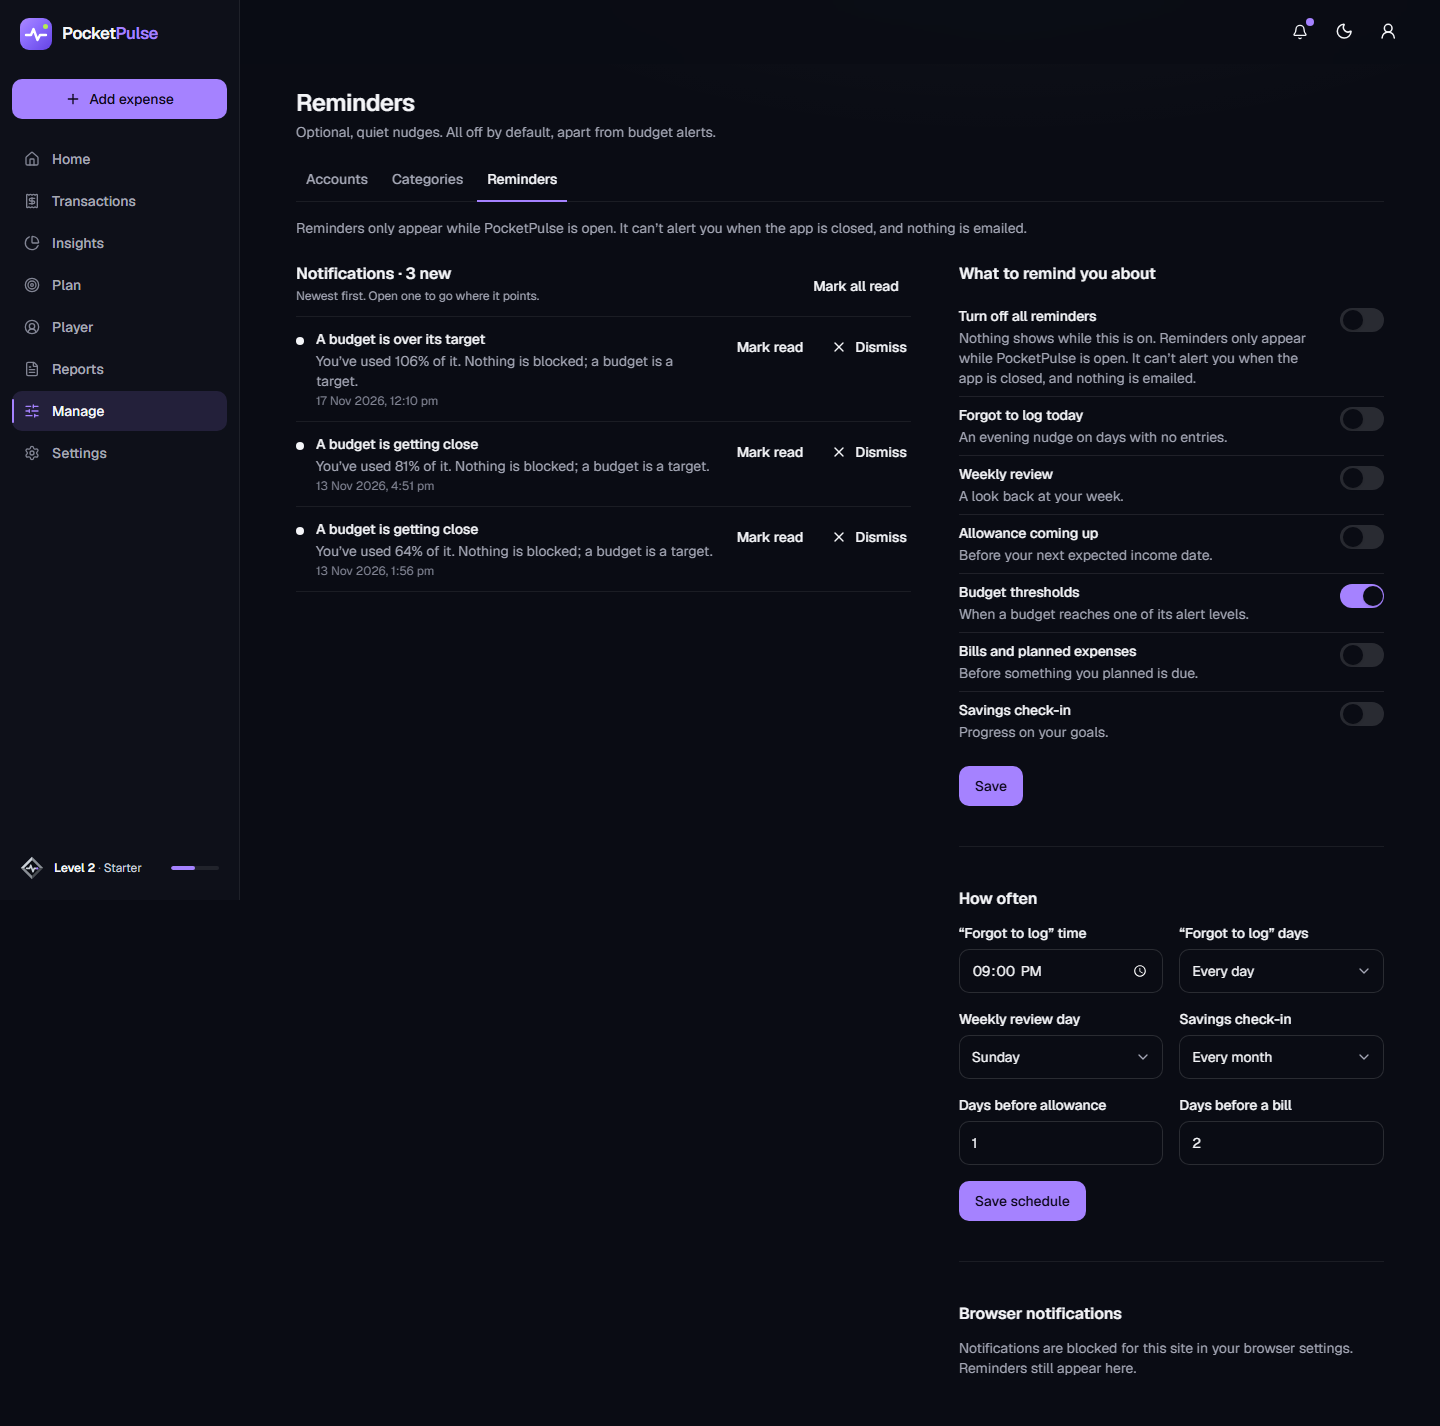 PocketPulse
Add expense
Home
Transactions
Insights
Plan
Player
Reports
Manage
Settings
Level 2 · Starter
Reminders
Optional, quiet nudges. All off by default, apart from budget alerts.
Accounts
Categories
Reminders
Reminders only appear while PocketPulse is open. It can’t alert you when the app is closed, and nothing is emailed.
Notifications · 3 new
Newest first. Open one to go where it points.
Mark all read
A budget is over its target
You’ve used 106% of it. Nothing is blocked; a budget is a
target.
17 Nov 2026, 12:10 pm
Mark read
Dismiss
A budget is getting close
You’ve used 81% of it. Nothing is blocked; a budget is a target.
13 Nov 2026, 4:51 pm
Mark read
Dismiss
A budget is getting close
You’ve used 64% of it. Nothing is blocked; a budget is a target.
13 Nov 2026, 1:56 pm
Mark read
Dismiss
What to remind you about
Turn off all reminders
Nothing shows while this is on. Reminders only appear
while PocketPulse is open. It can’t alert you when the
app is closed, and nothing is emailed.
Forgot to log today
An evening nudge on days with no entries.
Weekly review
A look back at your week.
Allowance coming up
Before your next expected income date.
Budget thresholds
When a budget reaches one of its alert levels.
Bills and planned expenses
Before something you planned is due.
Savings check-in
Progress on your goals.
Save
How often
“Forgot to log” time
09:00 PM
“Forgot to log” days
Every day
Weekly review day
Sunday
Savings check-in
Every month
Days before allowance
1
Days before a bill
2
Save schedule
Browser notifications
Notifications are blocked for this site in your browser settings.
Reminders still appear here.